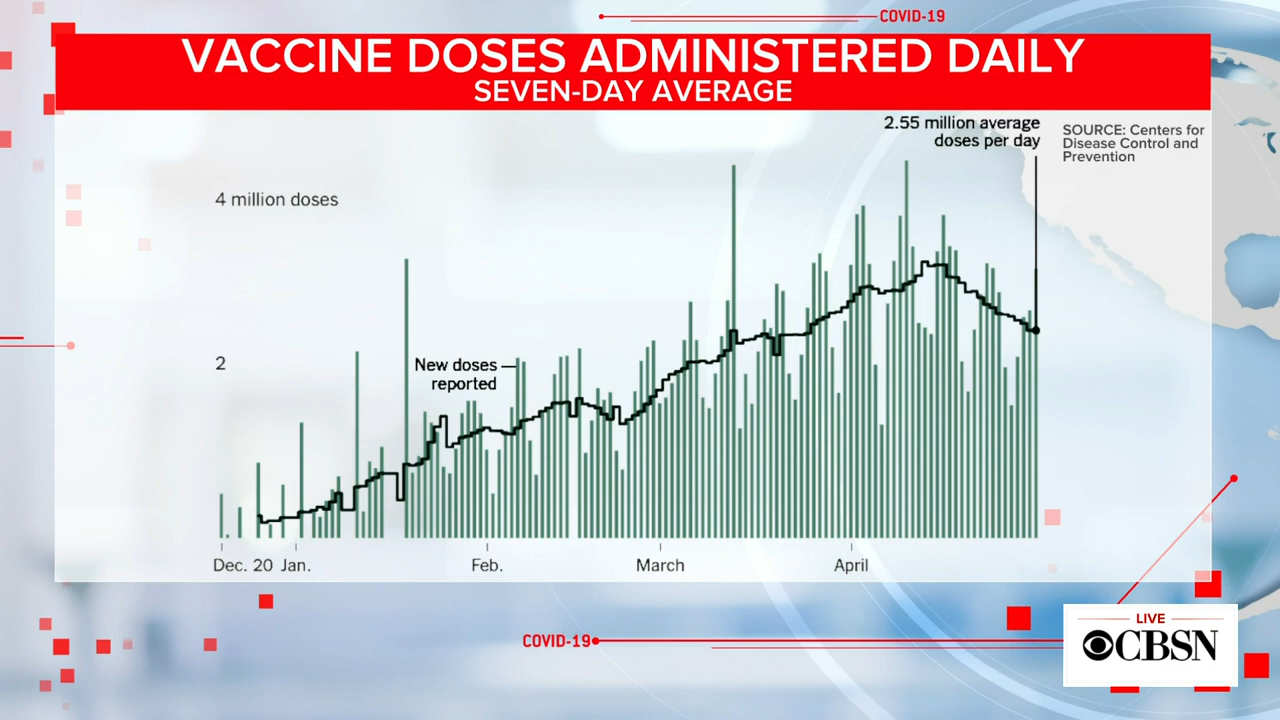 COVID-19
VACCINE DOSES ADMINISTERED DAILY
SEVEN-DAY AVERAGE
2.55 million average
doses per day
SOURCE: Centers for
Disease Control and
Prevention
4 million doses
2
New doses
reported
Dec. 20 Jan. Feb. March April
COVID-19
LIVE
CBSN